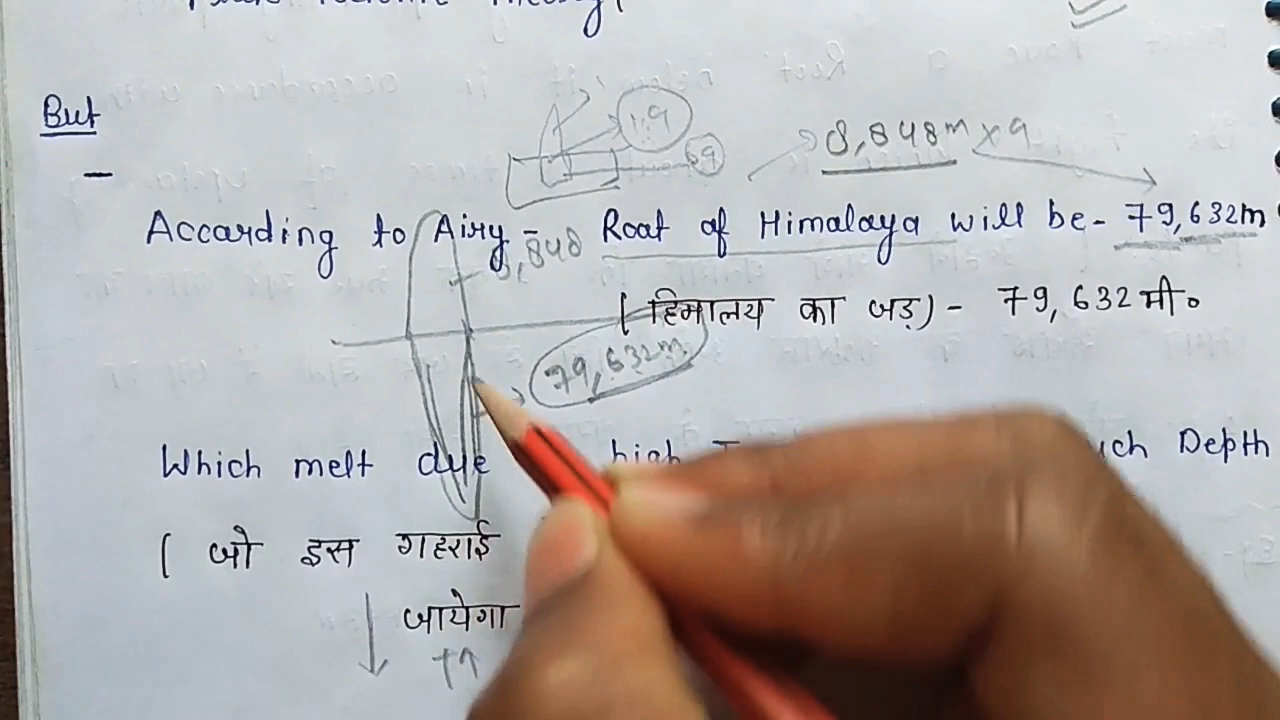 But
1:9
:9
8,848m × 9
According to Airy - Root of Himalaya will be - 79,632m
8,848
(हिमालय का जड़) - 79,632 मी०
79,632m
Which melt due high Depth
( जो इस गहराई
जायेगा
T↑